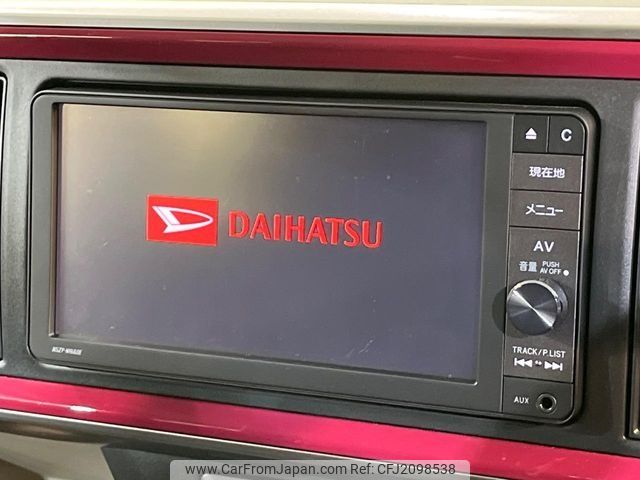 C
現在地
メニュー
DAIHATSU
AV
音量 PUSH AV OFF
TRACK/P.LIST
AUX
www.CarFromJapan.com Ref: CFJ2098538